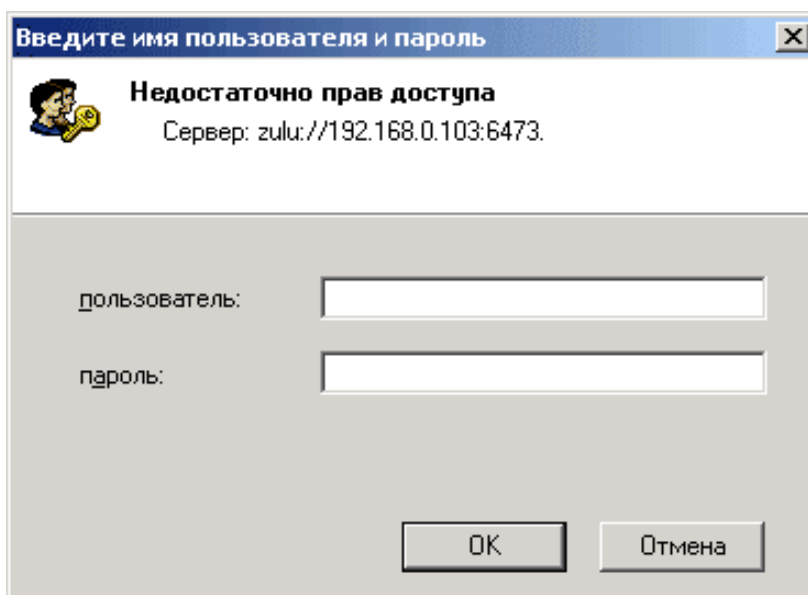 Введите имя пользователя и пароль
Недостаточно прав доступа
Сервер: zulu://192.168.0.103:6473.
пользователь:
пароль:
OK
Отмена